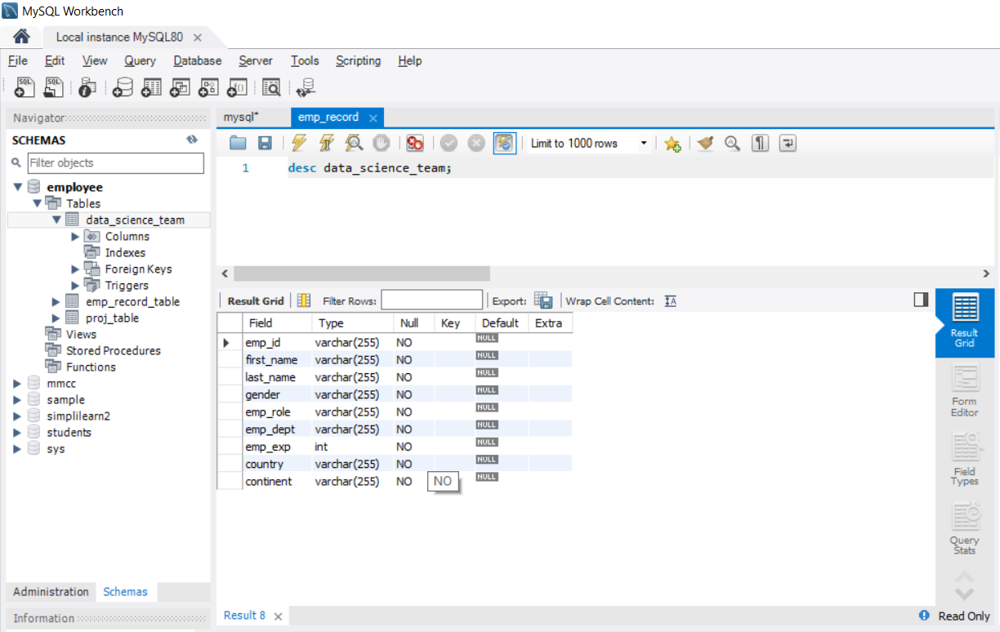 MySQL Workbench
Local instance MySQL80
File Edit View Query Database Server Tools Scripting Help
SQL SQL
Navigator
SCHEMAS
Filter objects
employee
Tables
data_science_team
Columns
Indexes
Foreign Keys
Triggers
emp_record_table
proj_table
Views
Stored Procedures
Functions
mmcc
sample
simplilearn2
students
sys
Administration Schemas
Information
mysql* emp_record
Limit to 1000 rows
1 desc data_science_team;
Result Grid Filter Rows: Export: Wrap Cell Content: IA
Field Type Null Key Default Extra
emp_id varchar(255) NO NULL
first_name varchar(255) NO NULL
last_name varchar(255) NO NULL
gender varchar(255) NO NULL
emp_role varchar(255) NO NULL
emp_dept varchar(255) NO NULL
emp_exp int NO NULL
country varchar(255) NO NULL
continent varchar(255) NO NO NULL
Result
Grid
Form
Editor
Field
Types
Query
Stats
Result 8
Read Only